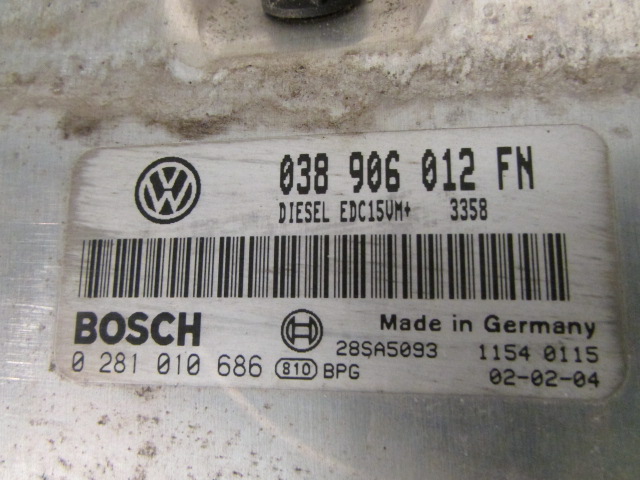 VW
038 906 012 FN
DIESEL EDC15VM+ 3358
BOSCH
Made in Germany
0 281 010 686 810 BPG
28SA5093 1154 0115
02-02-04